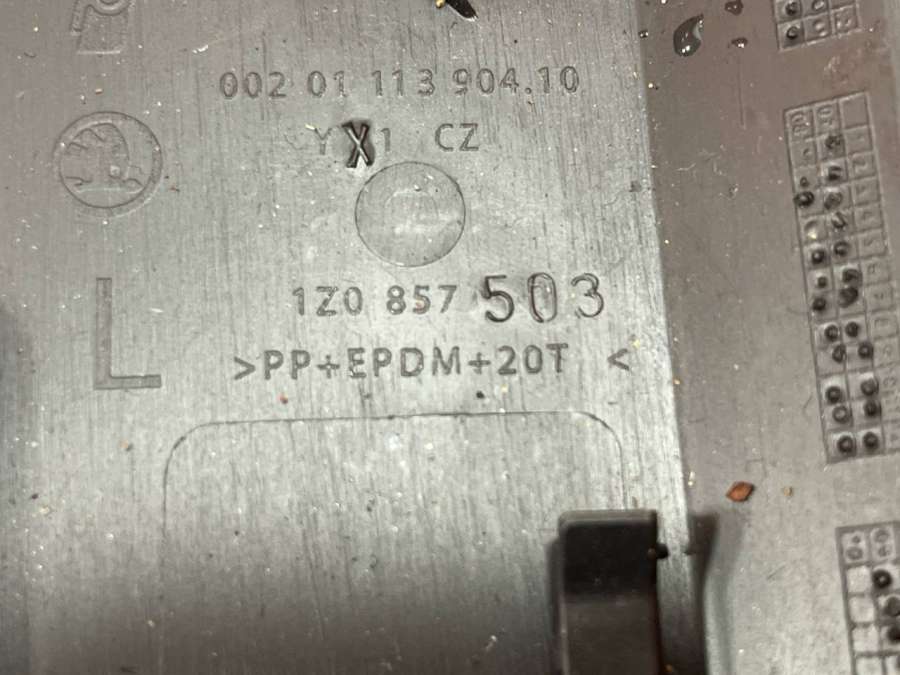 002 01 113 904.10
YX1 CZ
1Z0 857 503
L
>PP+EPDM+20T <